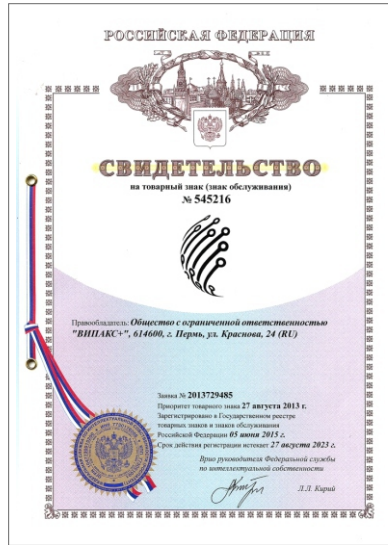 РОССИЙСКАЯ ФЕДЕРАЦИЯ
СВИДЕТЕЛЬСТВО
на товарный знак (знак обслуживания)
№ 545216
Правообладатель: Общество с ограниченной ответственностью
"ВИПАКС+", 614600, г. Пермь, ул. Краснова, 24 (RU)
Заявка № 2013729485
Приоритет товарного знака 27 августа 2013 г.
Зарегистрировано в Государственном реестре
товарных знаков и знаков обслуживания
Российской Федерации 05 июня 2015 г.
Срок действия регистрации истекает 27 августа 2023 г.
Врио руководителя Федеральной службы
по интеллектуальной собственности
Л.Л. Кирий